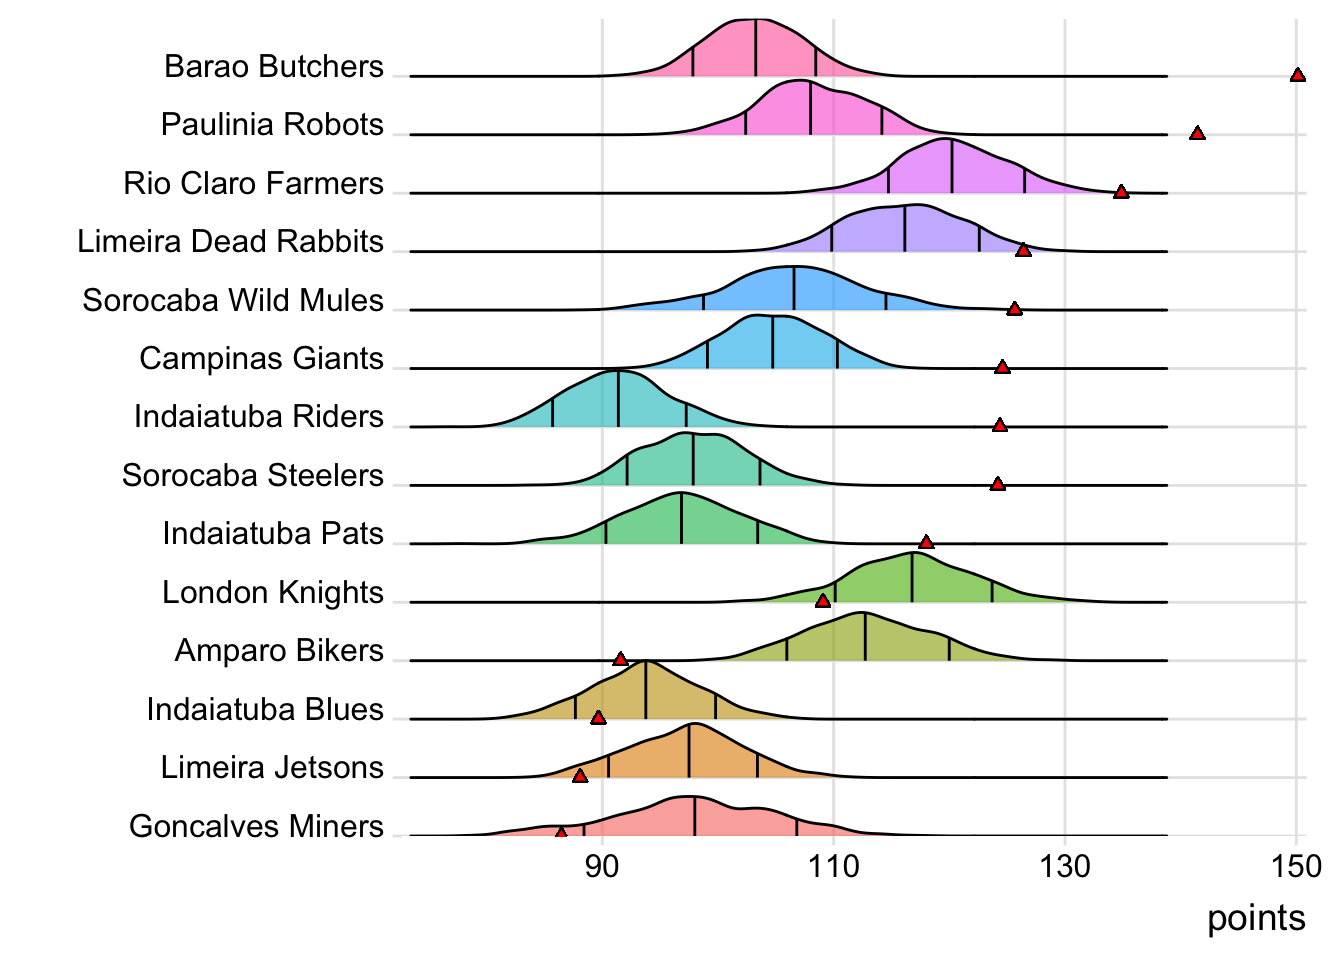 Barao Butchers
Paulinia Robots
Rio Claro Farmers
Limeira Dead Rabbits
Sorocaba Wild Mules
Campinas Giants
Indaiatuba Riders
Sorocaba Steelers
Indaiatuba Pats
London Knights
Amparo Bikers
Indaiatuba Blues
Limeira Jetsons
Goncalves Miners
90 110 130 150
points